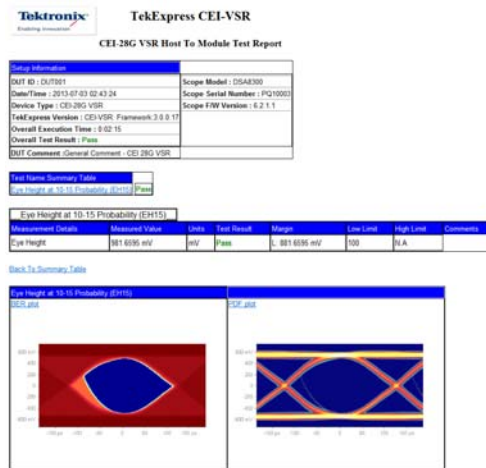 Tektronix
Enabling Innovation
TekExpress CEI-VSR
CEI-28G VSR Host To Module Test Report
Setup Information
DUT ID : DUT001
Scope Model : DSA8300
Date/Time : 2013-07-03 02:43:24
Scope Serial Number : PQ10003
Device Type : CEI-28G VSR
Scope F/W Version : 6.2.1.1
TekExpress Version : CEI-VSR: Framework:3.0.0.17
Overall Execution Time : 0:02:15
Overall Test Result : Pass
DUT Comment :General Comment - CEI 28G VSR
Test Name Summary Table
Eye Height at 10-15 Probability (EH15) Pass
Eye Height at 10-15 Probability (EH15)
Measurement Details Measured Value Units Test Result Margin Low Limit High Limit Comments
Eye Height 981.6595 mV mV Pass L: 881.6595 mV 100 N.A
Back To Summary Table
Eye Height at 10-15 Probability (EH15)
BER plot PDF plot